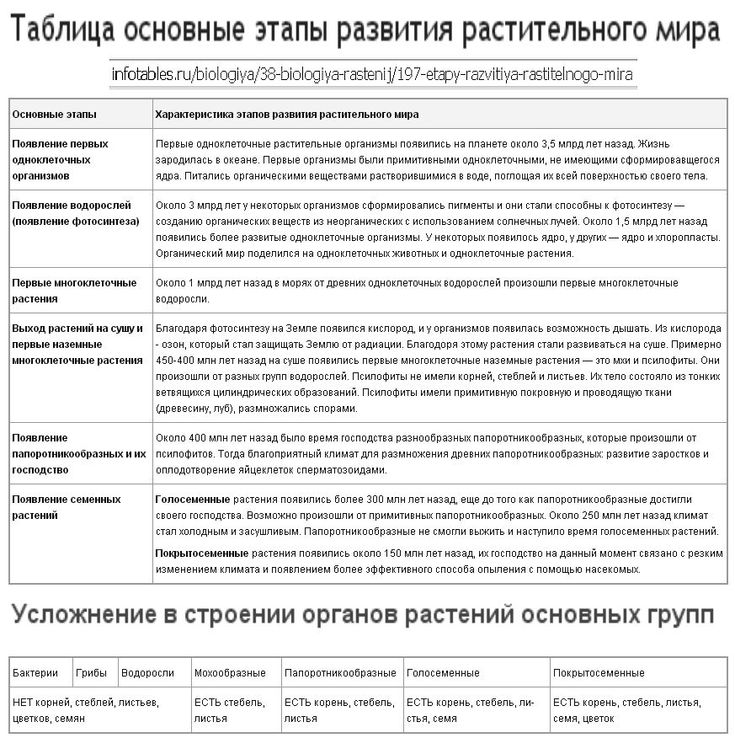 Таблица основные этапы развития растительного мира
infotables.ru/biologiya/38-biologiya-rastenij/197-etapy-razvitiya-rastitelnogo-mira
Основные этапы
Характеристика этапов развития растительного мира
Появление первых
одноклеточных
организмов
Первые одноклеточные растительные организмы появились на планете около 3,5 млрд лет назад. Жизнь
зародилась в океане. Первые организмы были примитивными одноклеточными, не имеющими сформировавщегося
ядра. Питались органическими веществами растворившимися в воде, поглощая их всей поверхностью своего тела.
Появление водорослей
(появление фотосинтеза)
Около 3 млрд лет у некоторых организмов сформировались пигменты и они стали способны к фотосинтезу —
созданию органических веществ из неорганических с использованием солнечных лучей. Около 1,5 млрд лет назад
появились более развитые одноклеточные организмы. У некоторых появилось ядро, у других — ядро и хлоропласты.
Органический мир поделился на одноклеточных животных и одноклеточные растения.
Первые многоклеточные
растения
Около 1 млрд лет назад в морях от древних одноклеточных водорослей произошли первые многоклеточные
водоросли.
Выход растений на сушу и
первые наземные
многоклеточные растения
Благодаря фотосинтезу на Земле появился кислород, и у организмов появилась возможность дышать. Из кислорода
- озон, который стал защищать Землю от радиации. Благодоря этому растения стали развиваться на суше. Примерно
450-400 млн лет назад на суше появились первые многоклеточные наземные растения — это мхи и псилофиты. Они
произошли от разных групп водорослей. Псилофиты не имели корней, стеблей и листьев. Их тело состояло из тонких
ветвящихся цилиндрических образований. Псилофиты имели примитивную покровную и проводящую ткани
(древесину, луб), размножались спорами.
Появление
папоротникообразных и их
господство
Около 400 млн лет назад было время господства разнообразных папоротникообразных, которые произошли от
псилофитов. Тогда благоприятный климат для размножения древних папоротникообразных: развитие заростков и
оплодотворение яйцеклеток сперматозоидами.
Появление семенных
растений
Голосеменные растения появились более 300 млн лет назад, еще до того как папоротникообразные достигли
своего господства. Возможно произошли от примитивных папоротникообразных. Около 250 млн лет назад климат
стал холодным и засушливым. Папоротникообразные не смогли выжить и наступило время голосеменных растений.
Покрытосеменные растения появились около 150 млн лет назад, их господство на данный момент связано с резким
изменением климата и появлением более эффективного способа опыления с помощью насекомых.
Усложнение в строении органов растений основных групп
Бактерии
Грибы
Водоросли
Мохообразные
Папоротникообразные
Голосеменные
Покрытосеменные
НЕТ корней, стеблей, листьев,
цветков, семян
ЕСТЬ стебель,
листья
ЕСТЬ корень, стебель,
листья
ЕСТЬ корень, стебель, ли-
стья, семя
ЕСТЬ корень, стебель, листья,
семя, цветок